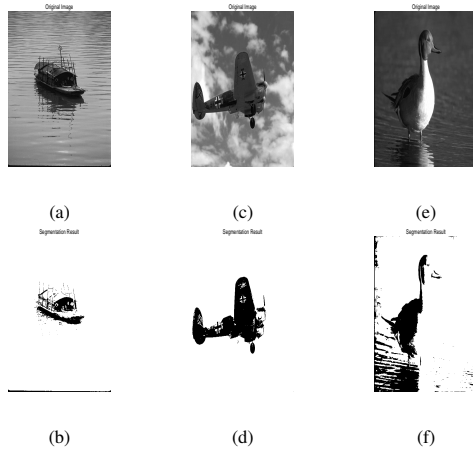 Original Image
Original Image
Original Image
(a)
(c)
(e)
Segmentation Result
Segmentation Result
Segmentation Result
(b)
(d)
(f)